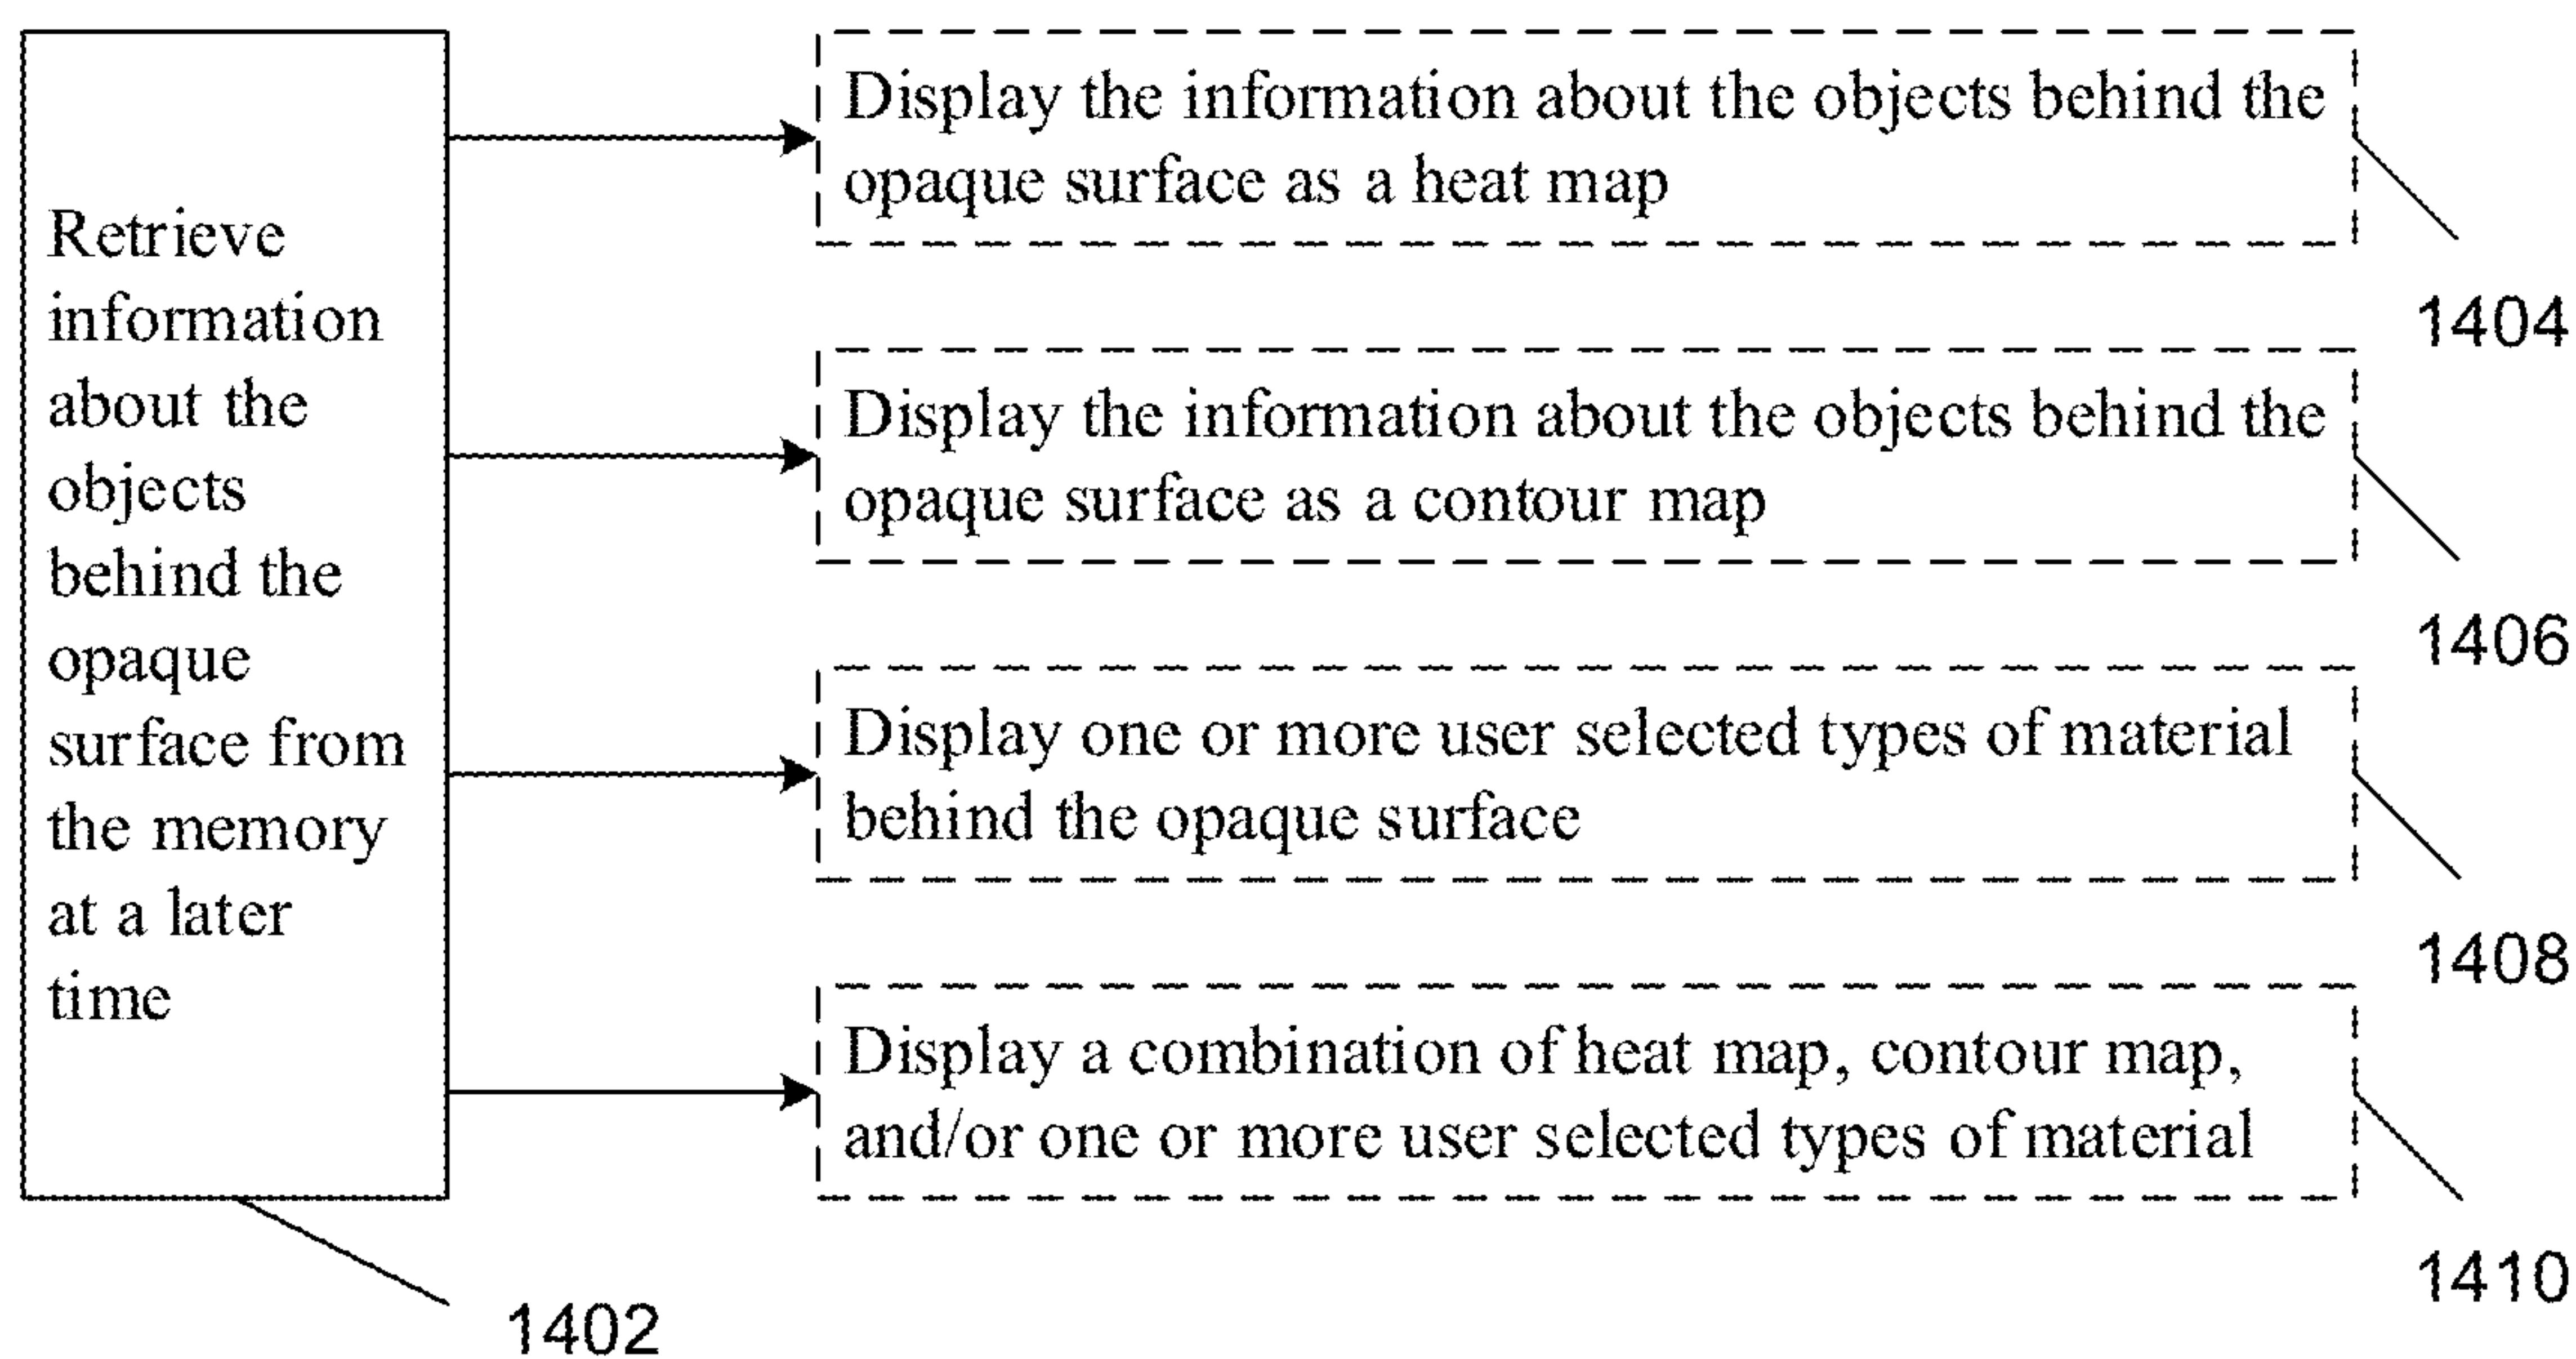 Retrieve
information
about the
objects
behind the
opaque
surface from
the memory
at a later
time
1402
Display the information about the objects behind the
opaque surface as a heat map
1404
Display the information about the objects behind the
opaque surface as a contour map
1406
Display one or more user selected types of material
behind the opaque surface
1408
Display a combination of heat map, contour map,
and/or one or more user selected types of material
1410